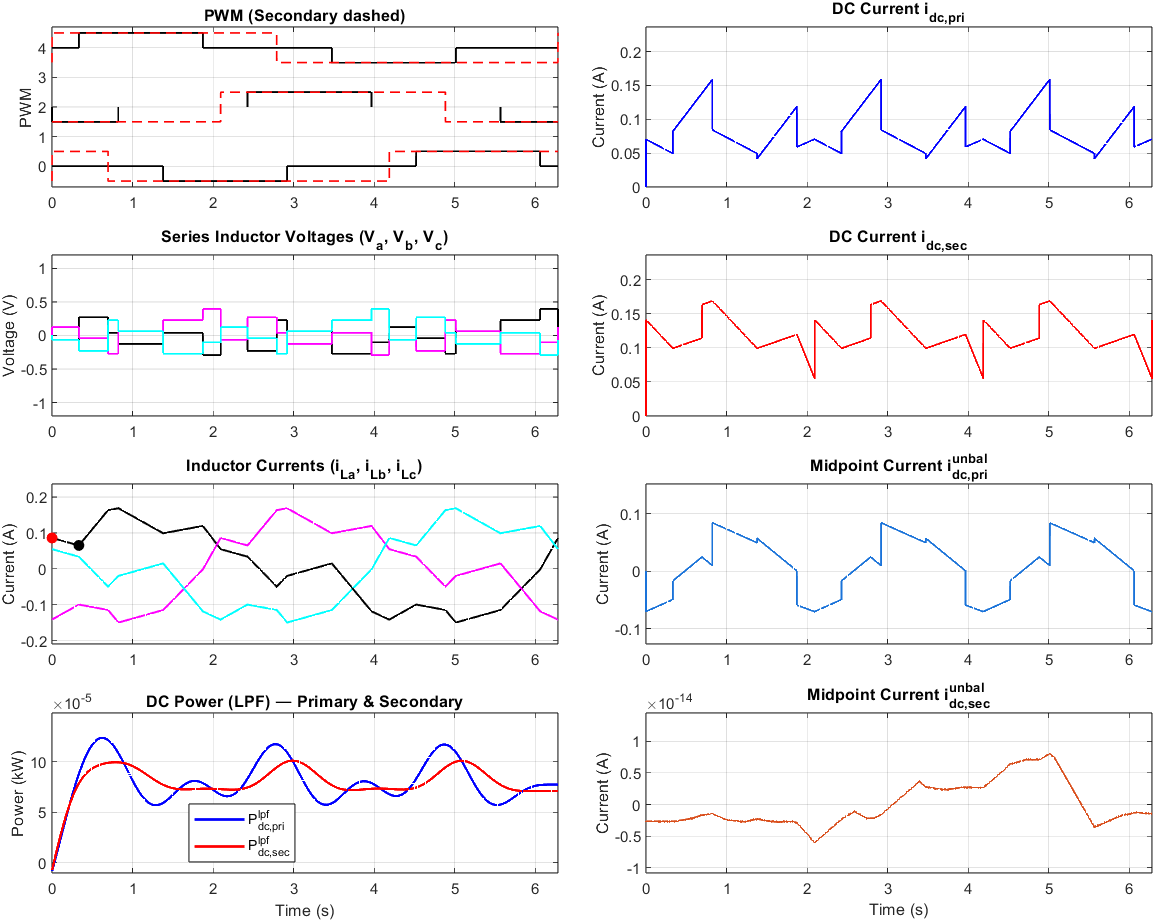 PWM (Secondary dashed)
PWM
4
3
2
1
0
0 1 2 3 4 5 6
DC Current i_dc,pri
Current (A)
0.2
0.15
0.1
0.05
0
0 1 2 3 4 5 6
Series Inductor Voltages (V_a, V_b, V_c)
Voltage (V)
1
0.5
0
-0.5
-1
0 1 2 3 4 5 6
DC Current i_dc,sec
Current (A)
0.2
0.15
0.1
0.05
0
0 1 2 3 4 5 6
Inductor Currents (i_La, i_Lb, i_Lc)
Current (A)
0.2
0.1
0
-0.1
-0.2
0 1 2 3 4 5 6
Midpoint Current i^unbal_dc,pri
Current (A)
0.1
0
-0.1
0 1 2 3 4 5 6
×10^-5
DC Power (LPF) — Primary & Secondary
Power (kW)
10
5
0
P^lpf_dc,pri
P^lpf_dc,sec
0 1 2 3 4 5 6
Time (s)
×10^-14
Midpoint Current i^unbal_dc,sec
Current (A)
1
0.5
0
-0.5
-1
0 1 2 3 4 5 6
Time (s)